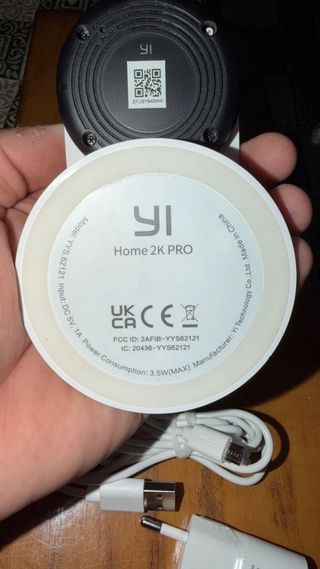 YI
YI
Home 2K PRO
UK CA CE
FCC ID: 2AFIB-YYS62121
IC: 20436-YYS62121
Model: YYS.62121 Input: DC 5V, 1A Power Consumption: 3.5W(MAX) Manufacturer: Yi Technology Co.,Ltd. Made in China